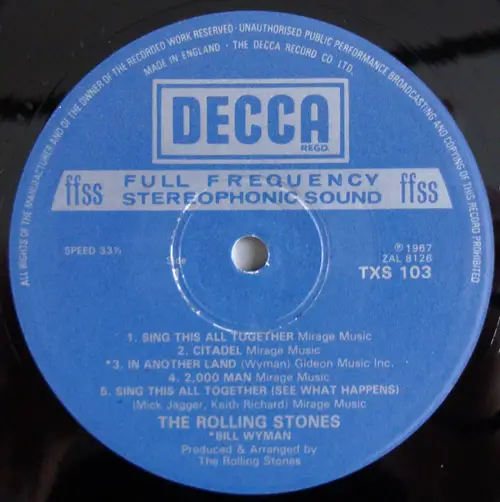 ALL RIGHTS OF THE MANUFACTURER AND OF THE OWNER OF THE RECORDED WORK RESERVED · UNAUTHORISED PUBLIC PERFORMANCE BROADCASTING AND COPYING OF THIS RECORD PROHIBITED
MADE IN ENGLAND · THE DECCA RECORD CO LTD.
DECCA
REGD.
ffss FULL FREQUENCY ffss
STEREOPHONIC SOUND
SPEED 33⅓
℗ 1967
ZAL 8126
Side
TXS 103
1. SING THIS ALL TOGETHER Mirage Music
2. CITADEL Mirage Music
*3. IN ANOTHER LAND (Wyman) Gideon Music Inc.
4. 2,000 MAN Mirage Music
5. SING THIS ALL TOGETHER (SEE WHAT HAPPENS)
(Mick Jagger, Keith Richard) Mirage Music
THE ROLLING STONES
*BILL WYMAN
Produced & Arranged by
The Rolling Stones